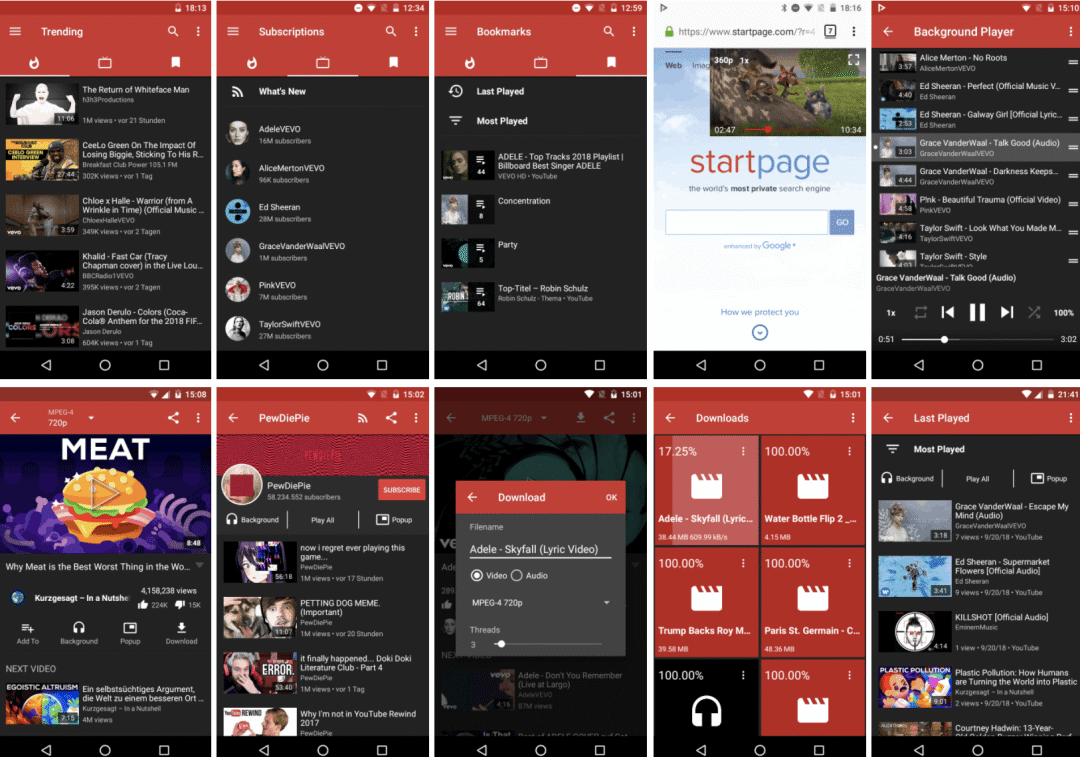 18:13
Trending
11:06
The Return of Whiteface Man
h3h3Productions
1M views • vor 21 Stunden
CEELO GREEN
INTERVIEW
27:44
CeeLo Green On The Impact Of
Losing Biggie, Sticking To His R...
Breakfast Club Power 105.1 FM
302K views • vor 1 Tag
vevo
3:59
Chloe x Halle - Warrior (from A
Wrinkle in Time) (Official Music ...
ChloexHalleVEVO
349K views • vor 2 Tagen
4:22
Khalid - Fast Car (Tracy
Chapman cover) in the Live Lou...
BBCRadio1VEVO
395K views • vor 2 Tagen
COLORS
3:08
Jason Derulo - Colors (Coca-
Cola® Anthem for the 2018 FIF...
Jason Derulo
604K views • vor 1 Tag
12:34
Subscriptions
What's New
AdeleVEVO
16M subscribers
AliceMertonVEVO
96K subscribers
Ed Sheeran
28M subscribers
GraceVanderWaalVEVO
1M subscribers
PinkVEVO
7M subscribers
TaylorSwiftVEVO
27M subscribers
12:59
Bookmarks
Last Played
Most Played
44
ADELE - Top Tracks 2018 Playlist |
Billboard Best Singer ADELE
VEVO HD • YouTube
vevo
8
Concentration
vevo
5
Party
ROBIN
64
Top-Titel – Robin Schulz
Robin Schulz - Thema • YouTube
18:16
https://www.startpage.com/?r=4
7
Web
Imag
360p 1x
02:47
10:34
startpage
the world's most private search engine
GO
enhanced by Google
How we protect you
15:10
Background Player
3:57
Alice Merton - No Roots
AliceMertonVEVO
4:40
Ed Sheeran - Perfect (Official Music V...
Ed Sheeran
2:53
Ed Sheeran - Galway Girl [Official Lyric...
Ed Sheeran
3:03
Grace VanderWaal - Talk Good (Audio)
GraceVanderWaalVEVO
4:44
Grace VanderWaal - Darkness Keeps...
GraceVanderWaalVEVO
4:58
P!nk - Beautiful Trauma (Official Video)
PinkVEVO
4:16
Taylor Swift - Look What You Made M...
TaylorSwiftVEVO
4:03
Taylor Swift - Style
TaylorSwiftVEVO
Grace VanderWaal - Talk Good (Audio)
GraceVanderWaalVEVO
1x
100%
0:51
3:02
15:08
MPEG-4
720p
MEAT
8:48
Why Meat is the Best Worst Thing in the Wo...
Kurzgesagt – In a Nutshell
4,158,238 views
224K
15K
Add To
Background
Popup
Download
NEXT VIDEO
EGOISTIC ALTRUISM
7:15
Ein selbstsüchtiges Argument,
die Welt zu einem besseren Ort ...
Kurzgesagt – In a Nutshell
4M views
15:02
PewDiePie
PEWDIEPIE
PewDiePie
58.234.552 subscribers
SUBSCRIBE
Background
Play All
Popup
56:18
now i regret ever playing this
game...
PewDiePie
1M views • vor 17 Stunden
11:07
PETTING DOG MEME.
(Important)
PewDiePie
1M views • vor 20 Stunden
ERROR.
53:40
it finally happened... Doki Doki
Literature Club - Part 4
PewDiePie
1M views • vor 1 Tag
YouTube REWIND
2017
Why I'm not in YouTube Rewind
2017
PewDiePie
15:01
MPEG-4 720p
Download
OK
Filename
Adele - Skyfall (Lyric Video)
Video
Audio
MPEG-4 720p
Threads
3
vevo
4:16
Adele - Don't You Remember
(Live at Largo)
AdeleVEVO
87M views
Is That
15:01
Downloads
17.25%
Adele - Skyfall (Lyric...
38.44 MB 609.99 kB/s
100.00%
Water Bottle Flip 2 _...
4.15 MB
100.00%
Trump Backs Roy M...
39.58 MB
100.00%
Paris St. Germain - C...
48.36 MB
100.00%
100.00%
21:41
Last Played
Most Played
Background
Play All
Popup
3:18
Grace VanderWaal - Escape My
Mind (Audio)
GraceVanderWaalVEVO
7 views • 9/20/18 • YouTube
3:41
Ed Sheeran - Supermarket
Flowers [Official Audio]
Ed Sheeran
9 views • 9/20/18 • YouTube
4:14
KILLSHOT [Official Audio]
EminemMusic
1 view • 9/20/18 • YouTube
PLASTIC POLLUTION
9:01
Plastic Pollution: How Humans
are Turning the World into Plastic
Kurzgesagt – In a Nutshell
2 views • 9/20/18 • YouTube
Courtney Hadwin: 13-Year-